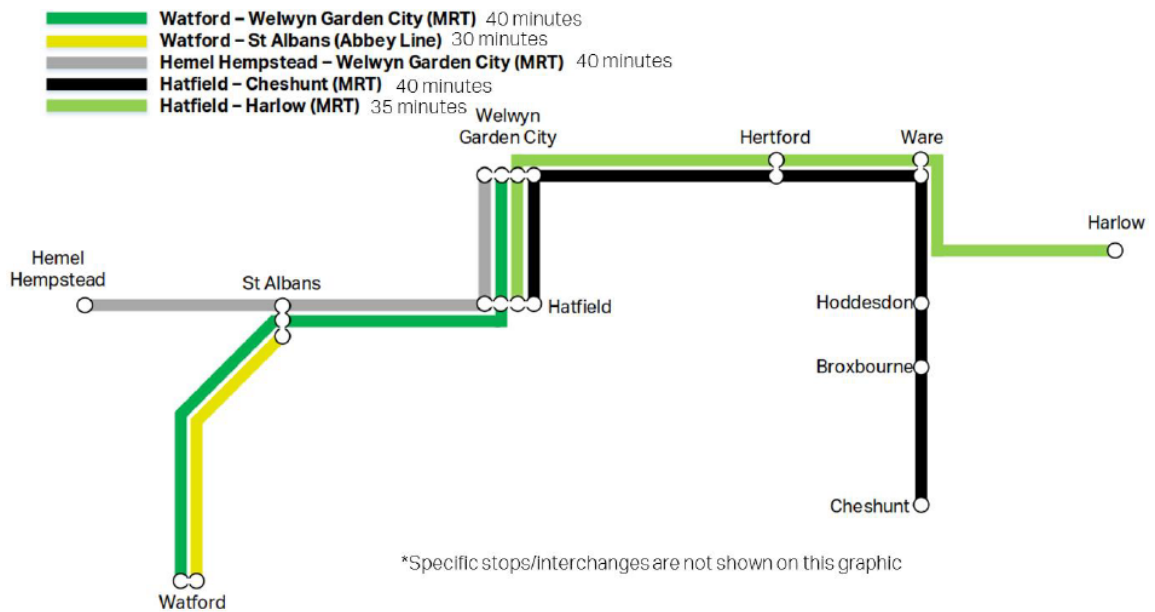 Watford – Welwyn Garden City (MRT) 40 minutes
Watford – St Albans (Abbey Line) 30 minutes
Hemel Hempstead – Welwyn Garden City (MRT) 40 minutes
Hatfield – Cheshunt (MRT) 40 minutes
Hatfield – Harlow (MRT) 35 minutes
Welwyn
Garden City
Hertford
Ware
Harlow
Hemel
Hempstead
St Albans
Hatfield
Hoddesdon
Broxbourne
Cheshunt
*Specific stops/interchanges are not shown on this graphic
Watford